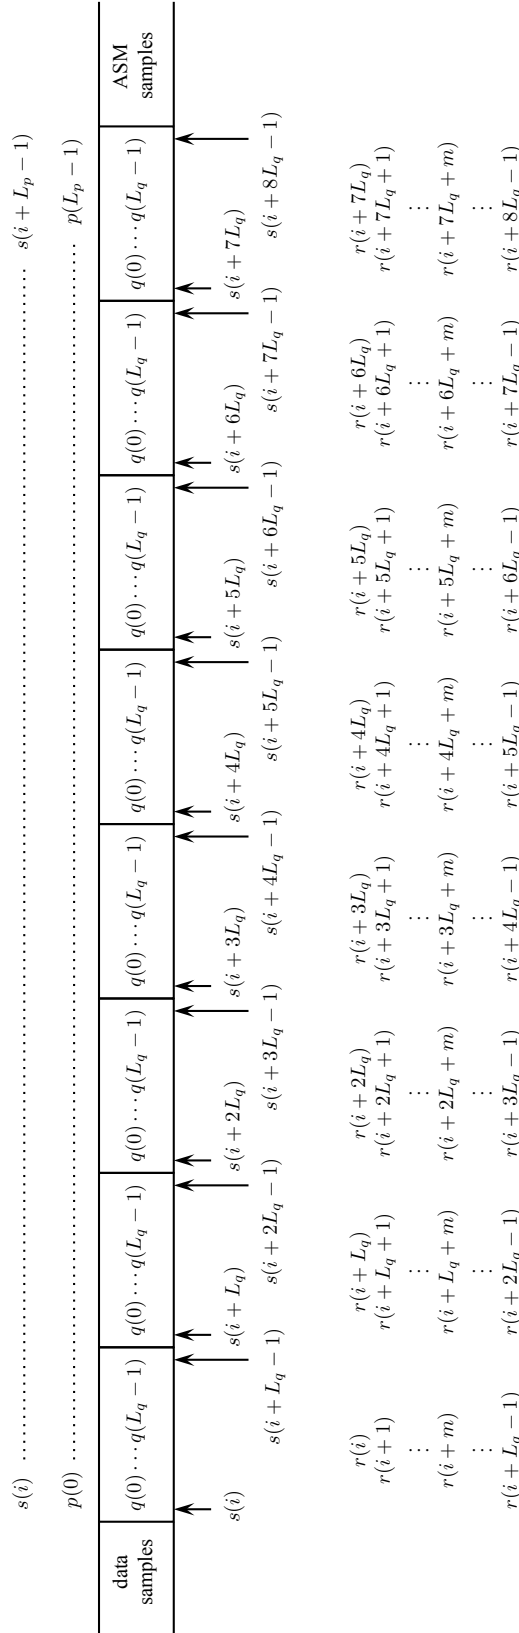 s(i) ······ s(i + L_p − 1)
p(0) ······ p(L_p − 1)
data samples
q(0) ··· q(L_q − 1)
q(0) ··· q(L_q − 1)
q(0) ··· q(L_q − 1)
q(0) ··· q(L_q − 1)
q(0) ··· q(L_q − 1)
q(0) ··· q(L_q − 1)
q(0) ··· q(L_q − 1)
q(0) ··· q(L_q − 1)
ASM samples
s(i) s(i + L_q) s(i + 2L_q) s(i + 3L_q) s(i + 4L_q) s(i + 5L_q) s(i + 6L_q) s(i + 7L_q)
s(i + L_q − 1) s(i + 2L_q − 1) s(i + 3L_q − 1) s(i + 4L_q − 1) s(i + 5L_q − 1) s(i + 6L_q − 1) s(i + 7L_q − 1) s(i + 8L_q − 1)
r(i) r(i + L_q) r(i + 2L_q) r(i + 3L_q) r(i + 4L_q) r(i + 5L_q) r(i + 6L_q) r(i + 7L_q)
r(i + 1) r(i + L_q + 1) r(i + 2L_q + 1) r(i + 3L_q + 1) r(i + 4L_q + 1) r(i + 5L_q + 1) r(i + 6L_q + 1) r(i + 7L_q + 1)
⋮ ⋮ ⋮ ⋮ ⋮ ⋮ ⋮ ⋮
r(i + m) r(i + L_q + m) r(i + 2L_q + m) r(i + 3L_q + m) r(i + 4L_q + m) r(i + 5L_q + m) r(i + 6L_q + m) r(i + 7L_q + m)
⋮ ⋮ ⋮ ⋮ ⋮ ⋮ ⋮ ⋮
r(i + L_q − 1) r(i + 2L_q − 1) r(i + 3L_q − 1) r(i + 4L_q − 1) r(i + 5L_q − 1) r(i + 6L_q − 1) r(i + 7L_q − 1) r(i + 8L_q − 1)